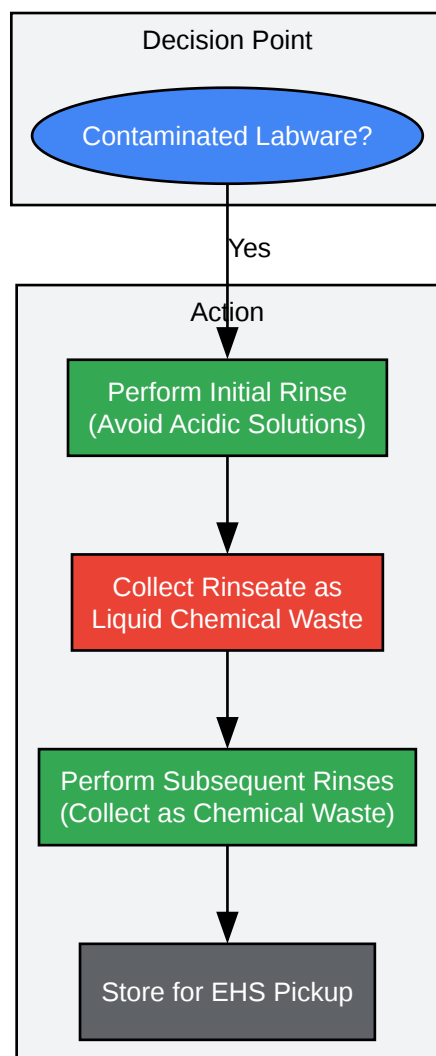 Decision Point
Contaminated Labware?
Yes
Action
Perform Initial Rinse
(Avoid Acidic Solutions)
Collect Rinseate as
Liquid Chemical Waste
Perform Subsequent Rinses
(Collect as Chemical Waste)
Store for EHS Pickup